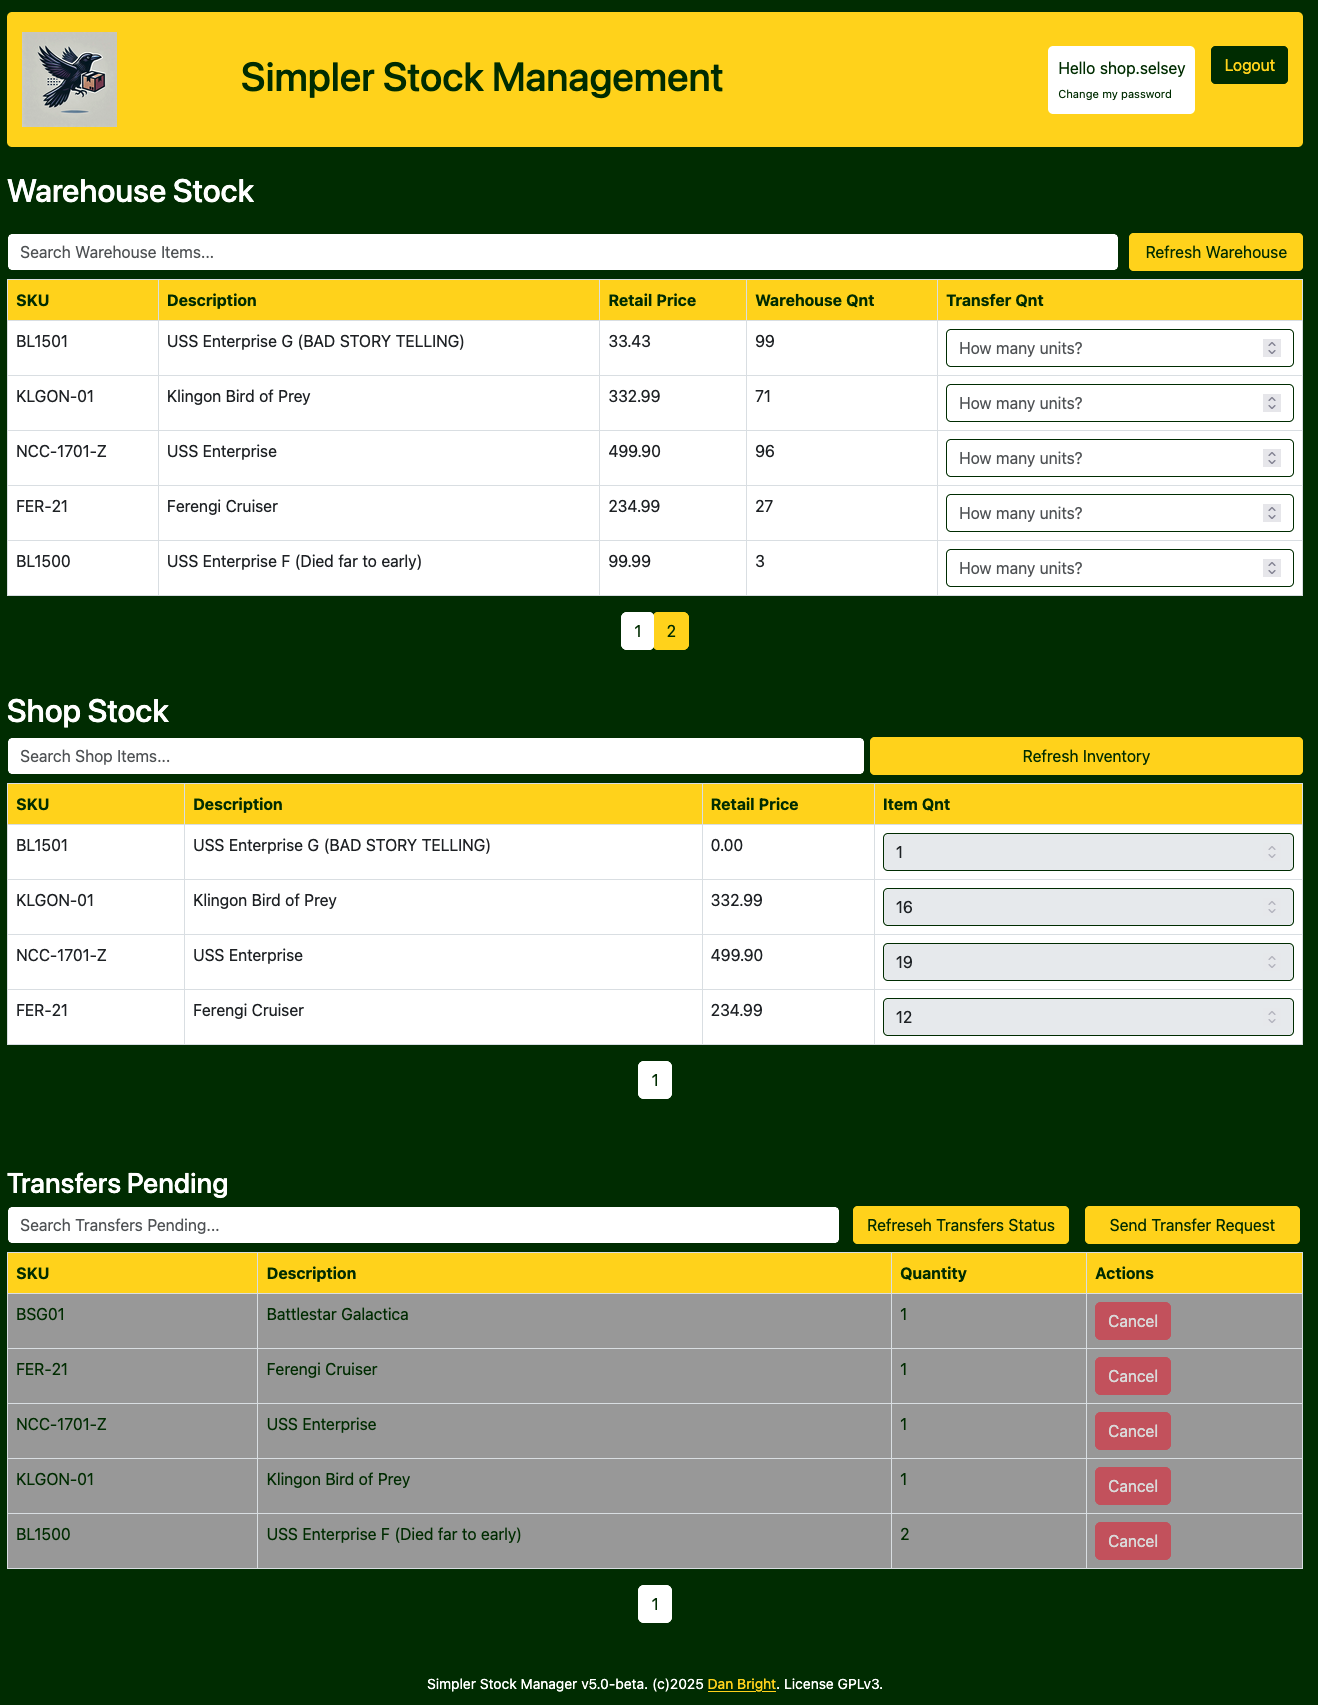 Simpler Stock Management
Hello shop.selsey
Change my password
Logout
Warehouse Stock
Search Warehouse Items...
Refresh Warehouse
SKU Description Retail Price Warehouse Qnt Transfer Qnt
BL1501 USS Enterprise G (BAD STORY TELLING) 33.43 99 How many units?
KLGON-01 Klingon Bird of Prey 332.99 71 How many units?
NCC-1701-Z USS Enterprise 499.90 96 How many units?
FER-21 Ferengi Cruiser 234.99 27 How many units?
BL1500 USS Enterprise F (Died far to early) 99.99 3 How many units?
1 2
Shop Stock
Search Shop Items...
Refresh Inventory
SKU Description Retail Price Item Qnt
BL1501 USS Enterprise G (BAD STORY TELLING) 0.00 1
KLGON-01 Klingon Bird of Prey 332.99 16
NCC-1701-Z USS Enterprise 499.90 19
FER-21 Ferengi Cruiser 234.99 12
1
Transfers Pending
Search Transfers Pending...
Refreseh Transfers Status
Send Transfer Request
SKU Description Quantity Actions
BSG01 Battlestar Galactica 1 Cancel
FER-21 Ferengi Cruiser 1 Cancel
NCC-1701-Z USS Enterprise 1 Cancel
KLGON-01 Klingon Bird of Prey 1 Cancel
BL1500 USS Enterprise F (Died far to early) 2 Cancel
1
Simpler Stock Manager v5.0-beta. (c)2025 Dan Bright. License GPLv3.